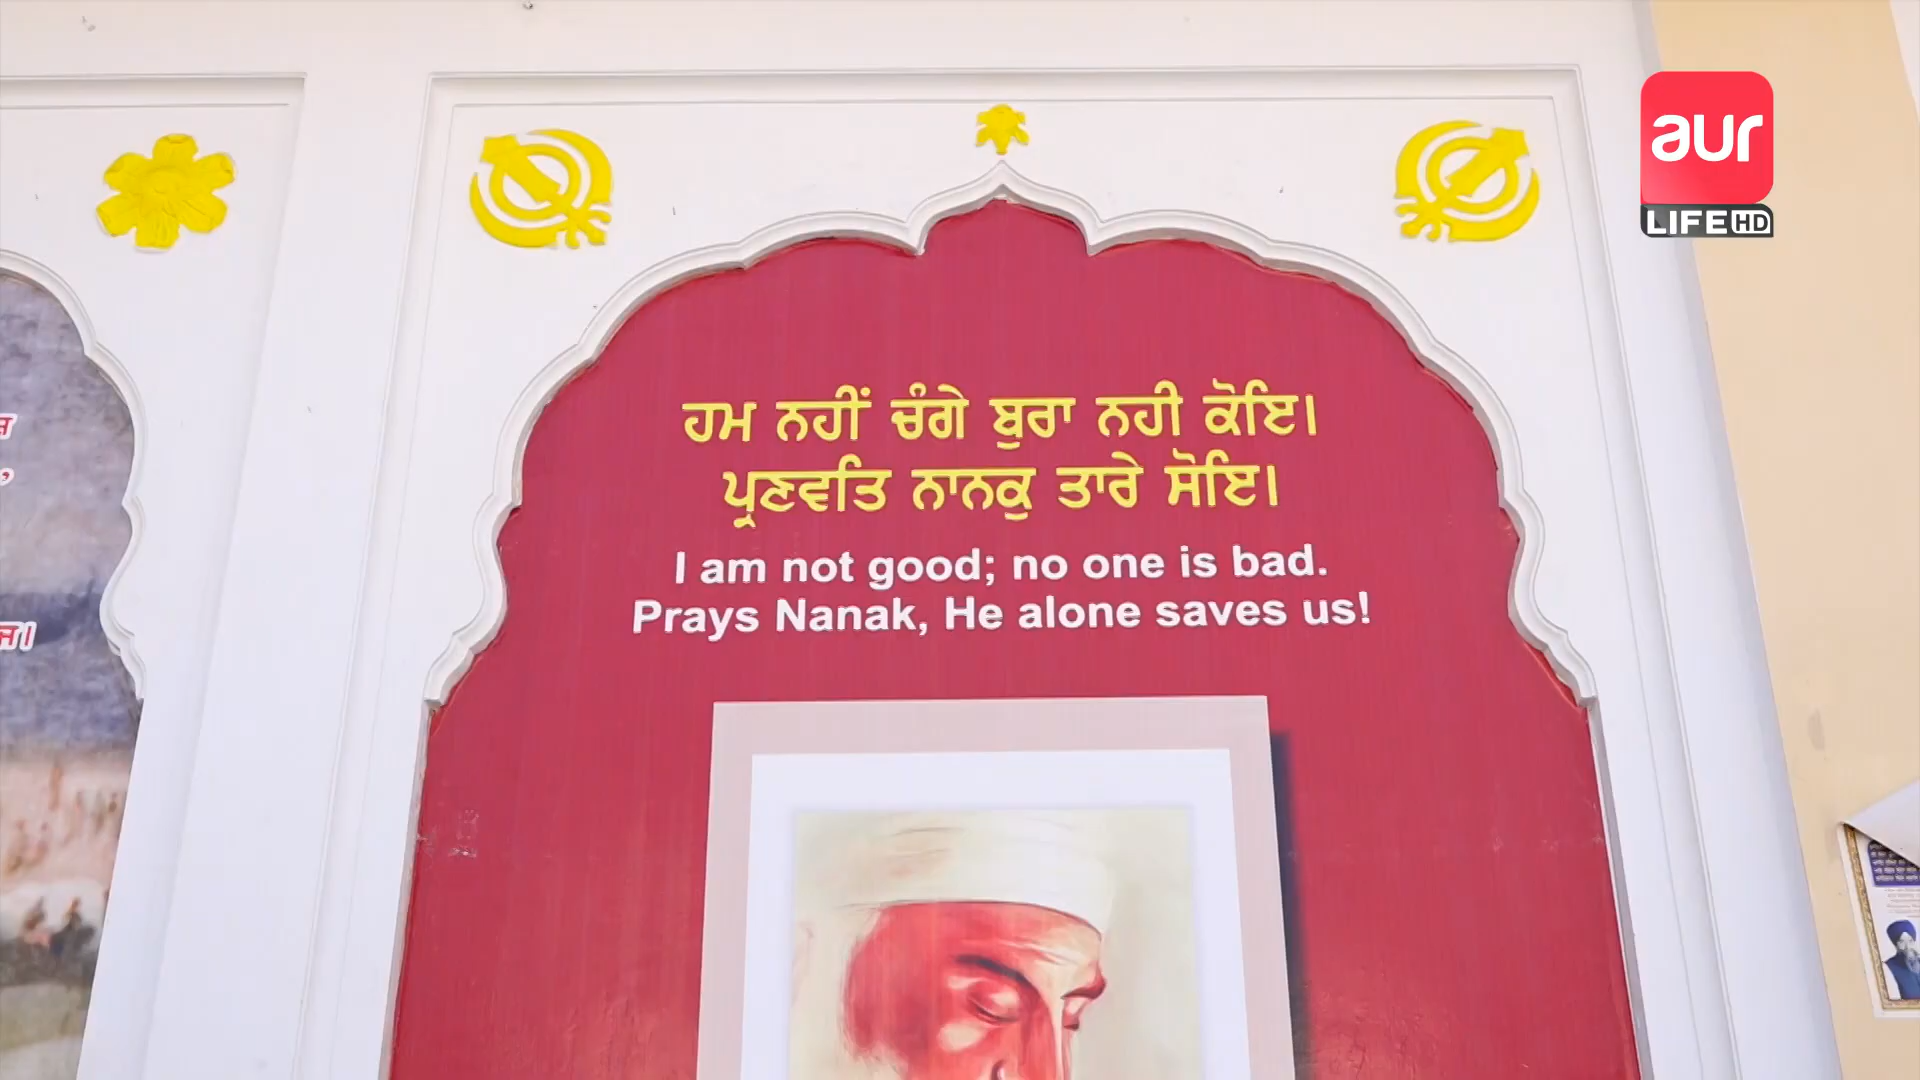 aur
LIFE HD
ਹਮ ਨਹੀਂ ਚੰਗੇ ਬੁਰਾ ਨਹੀ ਕੋਇ।
ਪ੍ਰਣਵਤਿ ਨਾਨਕੁ ਤਾਰੇ ਸੋਇ।
I am not good; no one is bad.
Prays Nanak, He alone saves us!